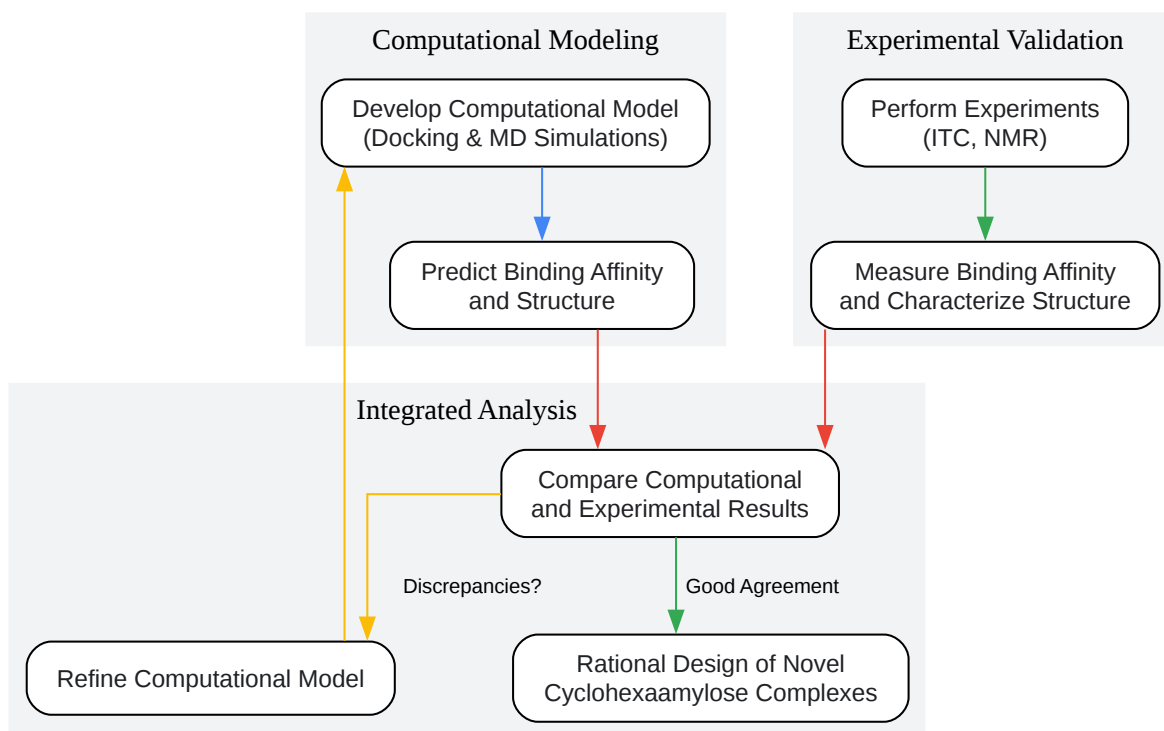 Computational Modeling
Develop Computational Model
(Docking & MD Simulations)
Predict Binding Affinity
and Structure
Experimental Validation
Perform Experiments
(ITC, NMR)
Measure Binding Affinity
and Characterize Structure
Integrated Analysis
Compare Computational
and Experimental Results
Discrepancies?
Good Agreement
Refine Computational Model
Rational Design of Novel
Cyclohexaamylose Complexes